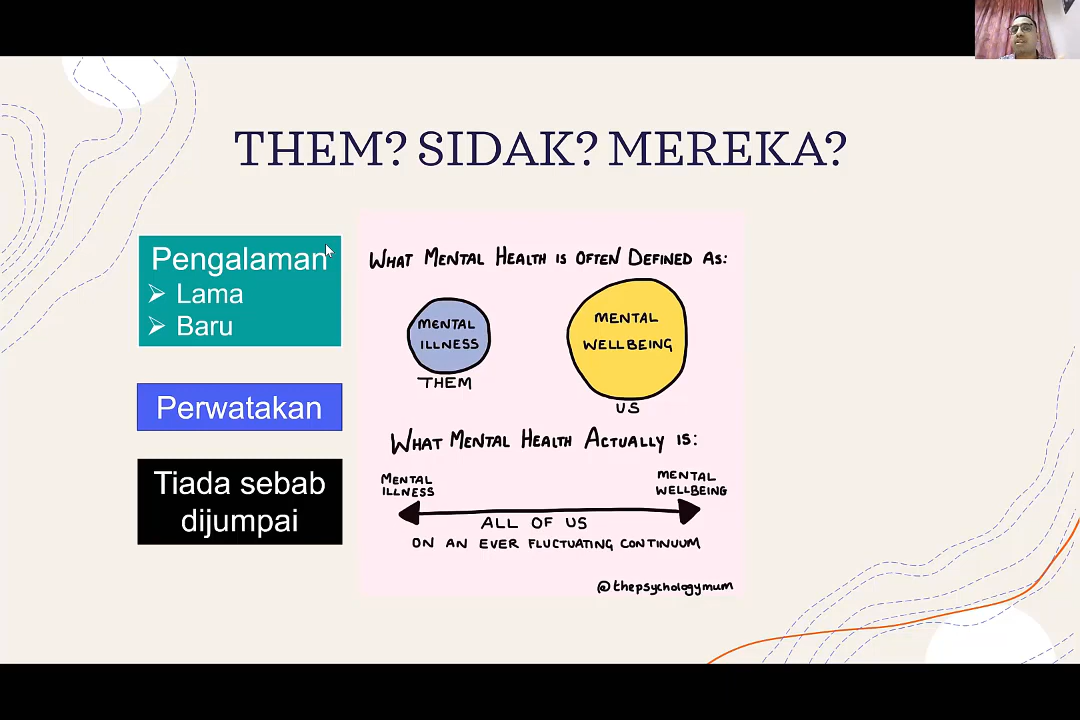 THEM? SIDAK? MEREKA?
Pengalaman
➢ Lama
➢ Baru
Perwatakan
Tiada sebab
dijumpai
WHAT MENTAL HEALTH IS OFTEN DEFINED AS:
MENTAL
ILLNESS
THEM
MENTAL
WELLBEING
US
WHAT MENTAL HEALTH ACTUALLY IS:
MENTAL
ILLNESS
MENTAL
WELLBEING
ALL OF US
ON AN EVER FLUCTUATING CONTINUUM
@thepsychologymum